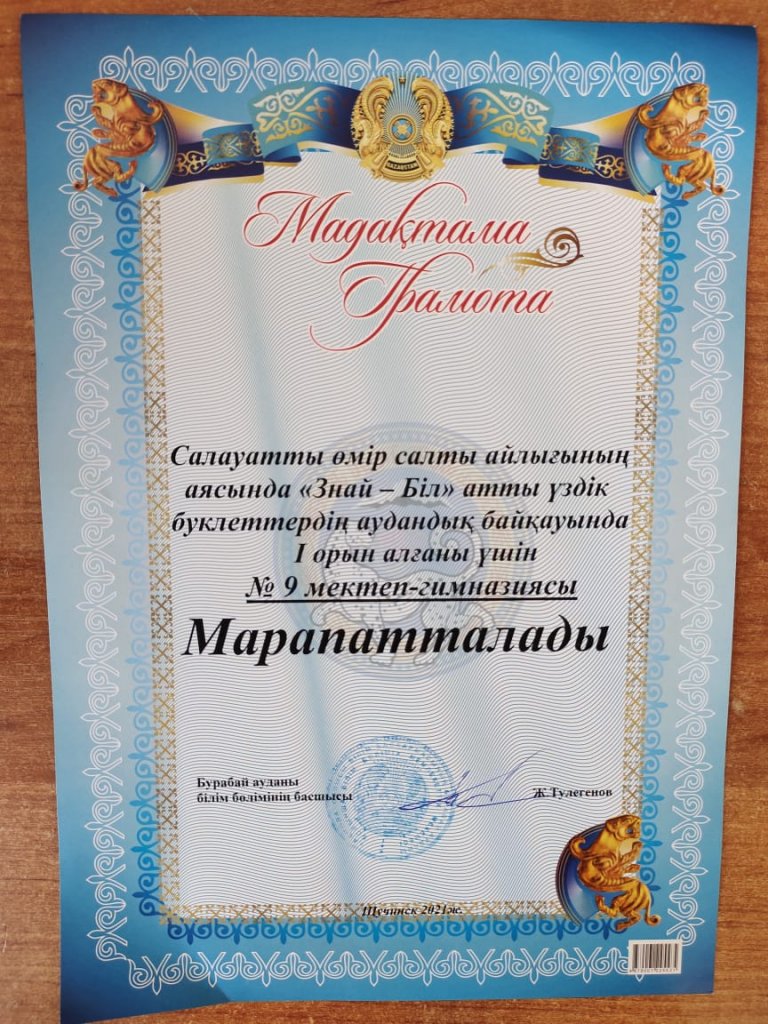 ҚАЗАҚСТАН
Мадақтама
Грамота
Салауатты өмір салты айлығының
аясында «Знай – Біл» атты үздік
буклеттердің аудандық байқауында
І орын алғаны үшін
№ 9 мектеп-гимназиясы
Марапатталады
Бурабай ауданы
білім бөлімінің басшысы
Ж Тулегенов
Щучинск 2021ж.